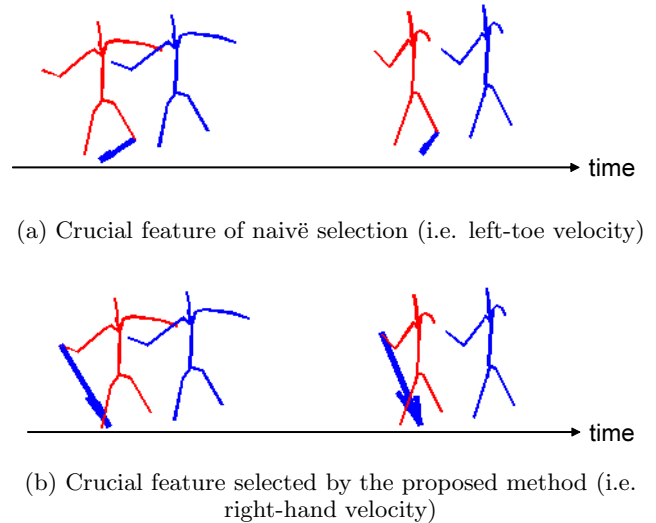 time
(a) Crucial feature of naivë selection (i.e. left-toe velocity)
time
(b) Crucial feature selected by the proposed method (i.e.
right-hand velocity)